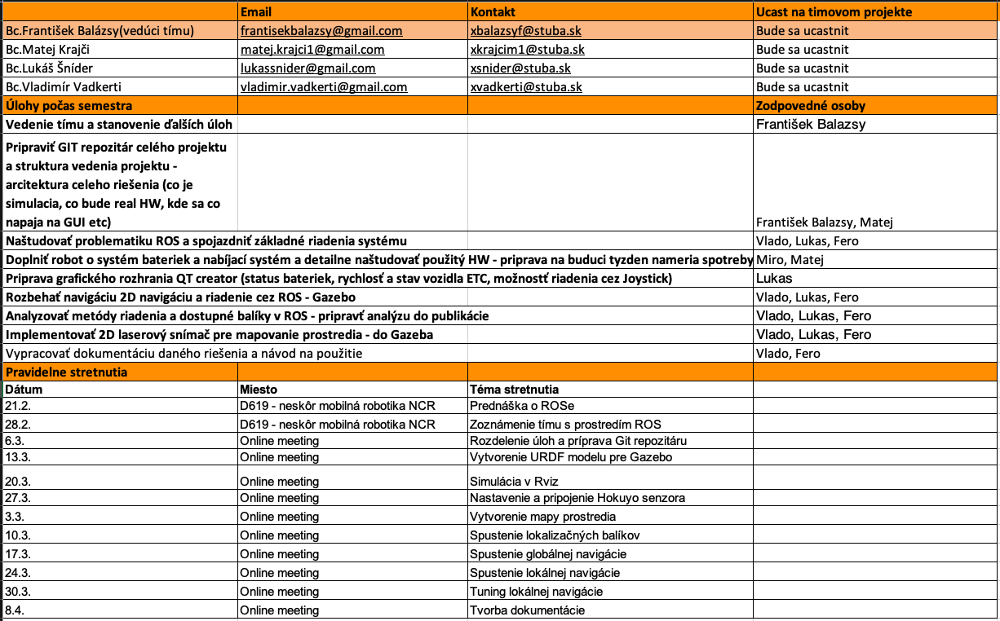 Email Kontakt Ucast na timovom projekte
Bc.František Balázsy(vedúci tímu) frantisekbalazsy@gmail.com xbalazsyf@stuba.sk Bude sa ucastnit
Bc.Matej Krajči matej.krajci1@gmail.com xkrajcim1@stuba.sk Bude sa ucastnit
Bc.Lukáš Šníder lukassnider@gmail.com xsnider@stuba.sk Bude sa ucastnit
Bc.Vladimír Vadkerti vladimir.vadkerti@gmail.com xvadkerti@stuba.sk Bude sa ucastnit
Úlohy počas semestra Zodpovedné osoby
Vedenie tímu a stanovenie ďalších úloh František Balazsy
Pripraviť GIT repozitár celého projektu
a struktura vedenia projektu -
arcitektura celeho riešenia (co je
simulacia, co bude real HW, kde sa co
napaja na GUI etc) František Balazsy, Matej
Naštudovať problematiku ROS a spojazdniť základné riadenia systému Vlado, Lukas, Fero
Doplniť robot o systém bateriek a nabíjací systém a detailne naštudovať použitý HW - priprava na buduci tyzden nameria spotreby Miro, Matej
Priprava grafického rozhrania QT creator (status bateriek, rychlosť a stav vozidla ETC, možnostť riadenia cez Joystick) Lukas
Rozbehať navigáciu 2D navigáciu a riadenie cez ROS - Gazebo Vlado, Lukas, Fero
Analyzovať metódy riadenia a dostupné balíky v ROS - pripravť analýzu do publikácie Vlado, Lukas, Fero
Implementovať 2D laserový snímač pre mapovanie prostredia - do Gazeba Vlado, Lukas, Fero
Vypracovať dokumentáciu daného riešenia a návod na použitie Vlado, Fero
Pravidelne stretnutia
Dátum Miesto Téma stretnutia
21.2. D619 - neskôr mobilná robotika NCR Prednáška o ROSe
28.2. D619 - neskôr mobilná robotika NCR Zoznámenie tímu s prostredím ROS
6.3. Online meeting Rozdelenie úloh a príprava Git repozitáru
13.3. Online meeting Vytvorenie URDF modelu pre Gazebo
20.3. Online meeting Simulácia v Rviz
27.3. Online meeting Nastavenie a pripojenie Hokuyo senzora
3.3. Online meeting Vytvorenie mapy prostredia
10.3. Online meeting Spustenie lokalizačných balíkov
17.3. Online meeting Spustenie globálnej navigácie
24.3. Online meeting Spustenie lokálnej navigácie
30.3. Online meeting Tuning lokálnej navigácie
8.4. Online meeting Tvorba dokumentácie